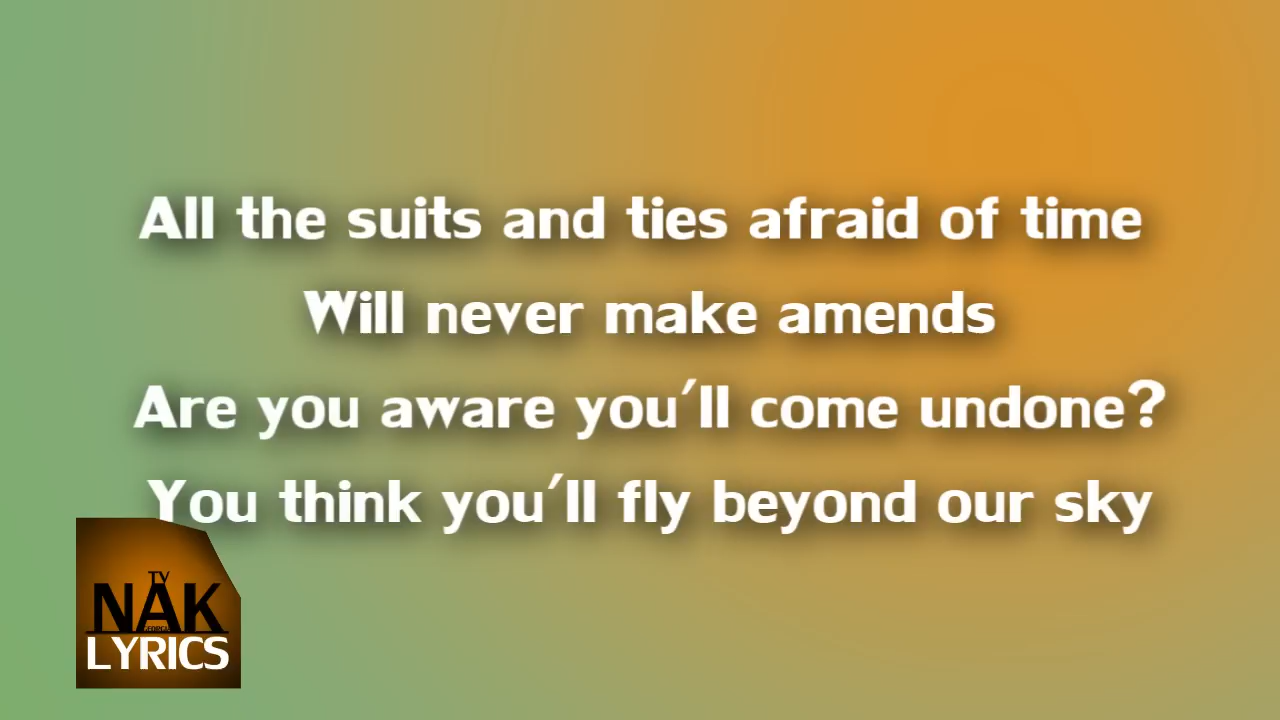 All the suits and ties afraid of time
Will never make amends
Are you aware you'll come undone?
You think you'll fly beyond our sky
TV
NAK
LYRICS